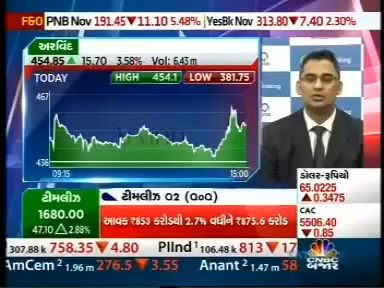 F&O PNB Nov 191.45▼11.10 5.48% YesBk Nov 313.80▼7.40 2.30%
અરવિંદ
454.85▲ 15.70 3.58% Vol: 6.43 m
TODAY HIGH 454.1 LOW 381.75
467
436
09:15 15:00
ડોલર-રૂપિયો
65.0225
▲ 0.3475
CAC
5506.40
▼0.85
ટીમલીઝ
1680.00
47.10▲2.88%
ટીમલીઝ Q2 (YoY)
આવક ₹853 કરોડથી 2.7% વધીને ₹875.6 કરોડ
307.88 k 758.35▼4.80 PIInd 106.48 k 813▼17
AmCem 2 1.96 m 276.5▼3.55 Anant 2 1.47 m 58
CNBC
બજાર